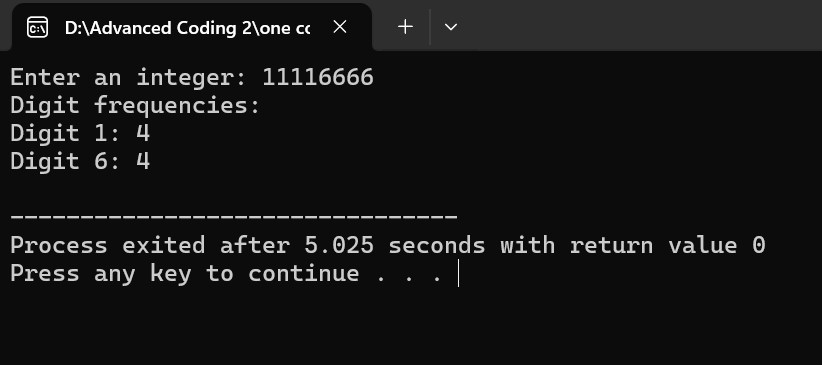 D:\Advanced Coding 2\one cc
Enter an integer: 11116666
Digit frequencies:
Digit 1: 4
Digit 6: 4
--------------------------------
Process exited after 5.025 seconds with return value 0
Press any key to continue . . .